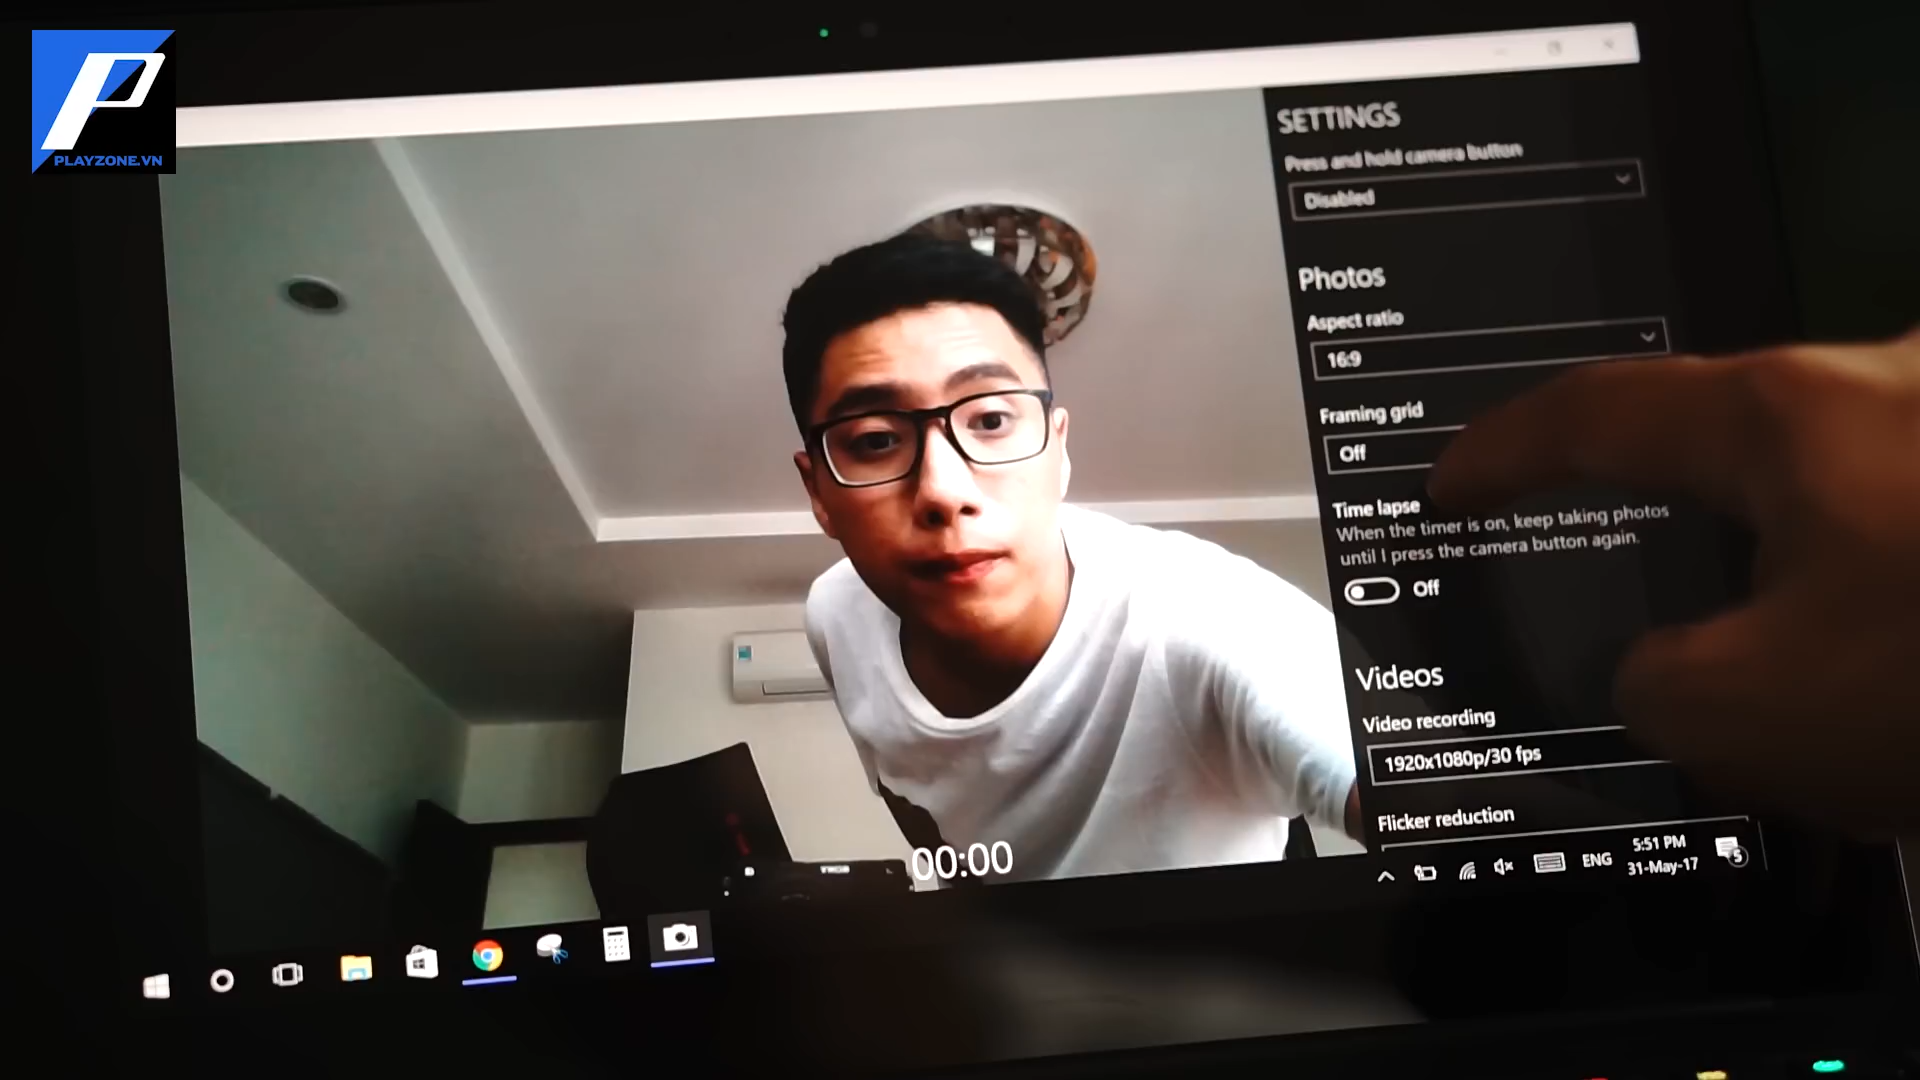 PLAYZONE.VN
SETTINGS
Press and hold camera button
Disabled
Photos
Aspect ratio
16:9
Framing grid
Off
Time lapse
When the timer is on, keep taking photos
until I press the camera button again.
Off
Videos
Video recording
1920x1080p/30 fps
Flicker reduction
00:00
ENG
5:51 PM
31-May-17
5